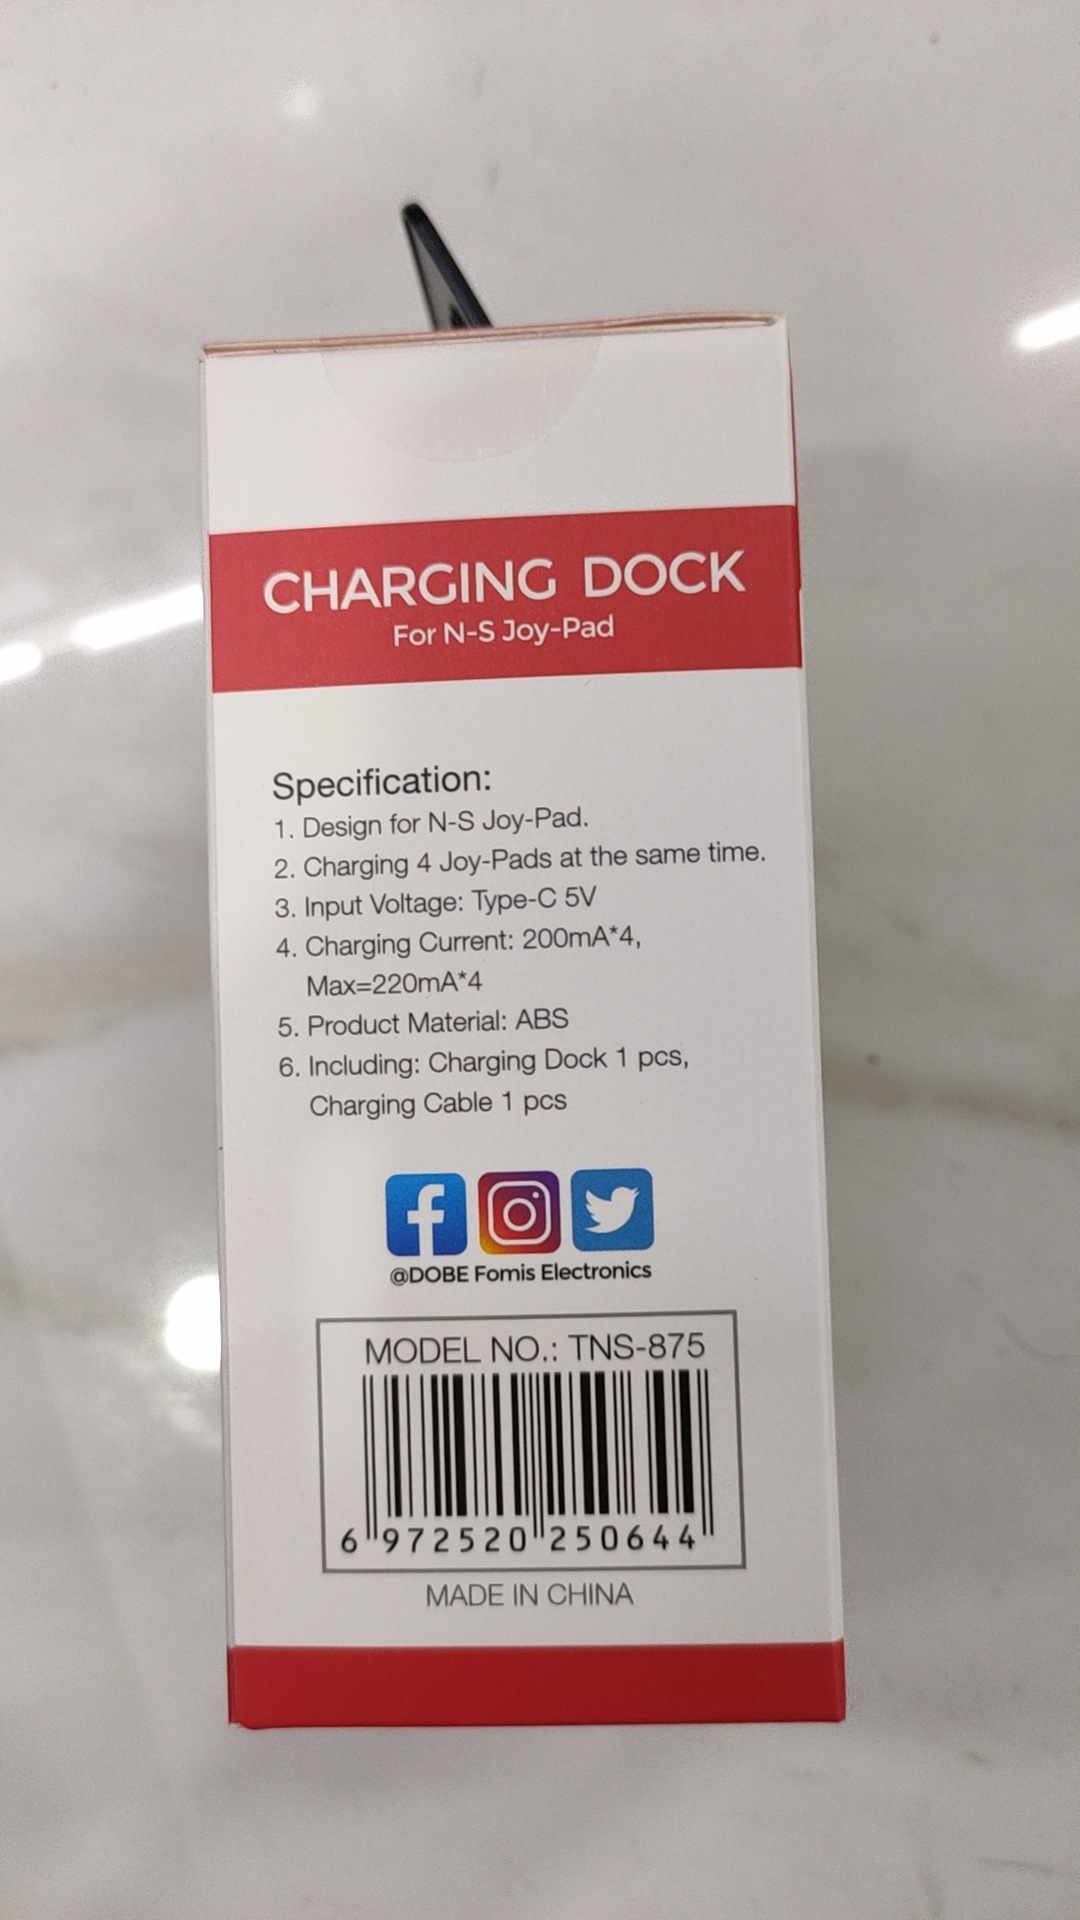 CHARGING DOCK
For N-S Joy-Pad
Specification:
1. Design for N-S Joy-Pad.
2. Charging 4 Joy-Pads at the same time.
3. Input Voltage: Type-C 5V
4. Charging Current: 200mA*4,
Max=220mA*4
5. Product Material: ABS
6. Including: Charging Dock 1 pcs,
Charging Cable 1 pcs
@DOBE Fomis Electronics
MODEL NO.: TNS-875
6 972520 250644
MADE IN CHINA